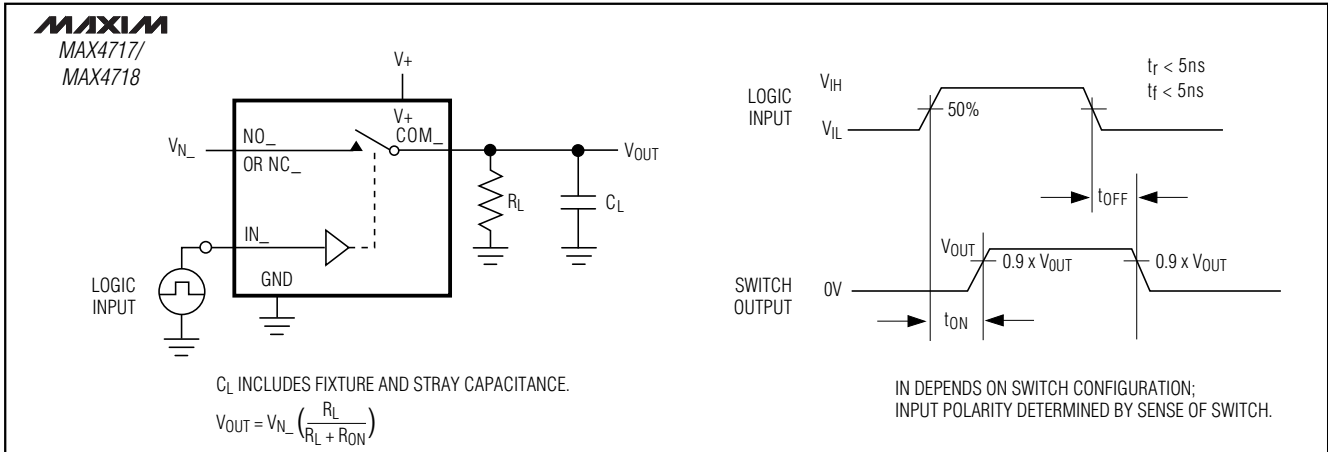 MAXIM
MAX4717/
MAX4718
V+
V+
V_N_
NO_
COM_
OR NC_
V_OUT
R_L
C_L
IN_
LOGIC
INPUT
GND
C_L INCLUDES FIXTURE AND STRAY CAPACITANCE.
V_OUT = V_N_ (R_L / (R_L + R_ON))
t_r < 5ns
t_f < 5ns
LOGIC
INPUT
V_IH
V_IL
50%
t_OFF
V_OUT
0.9 x V_OUT
0.9 x V_OUT
SWITCH
OUTPUT
0V
t_ON
IN DEPENDS ON SWITCH CONFIGURATION;
INPUT POLARITY DETERMINED BY SENSE OF SWITCH.